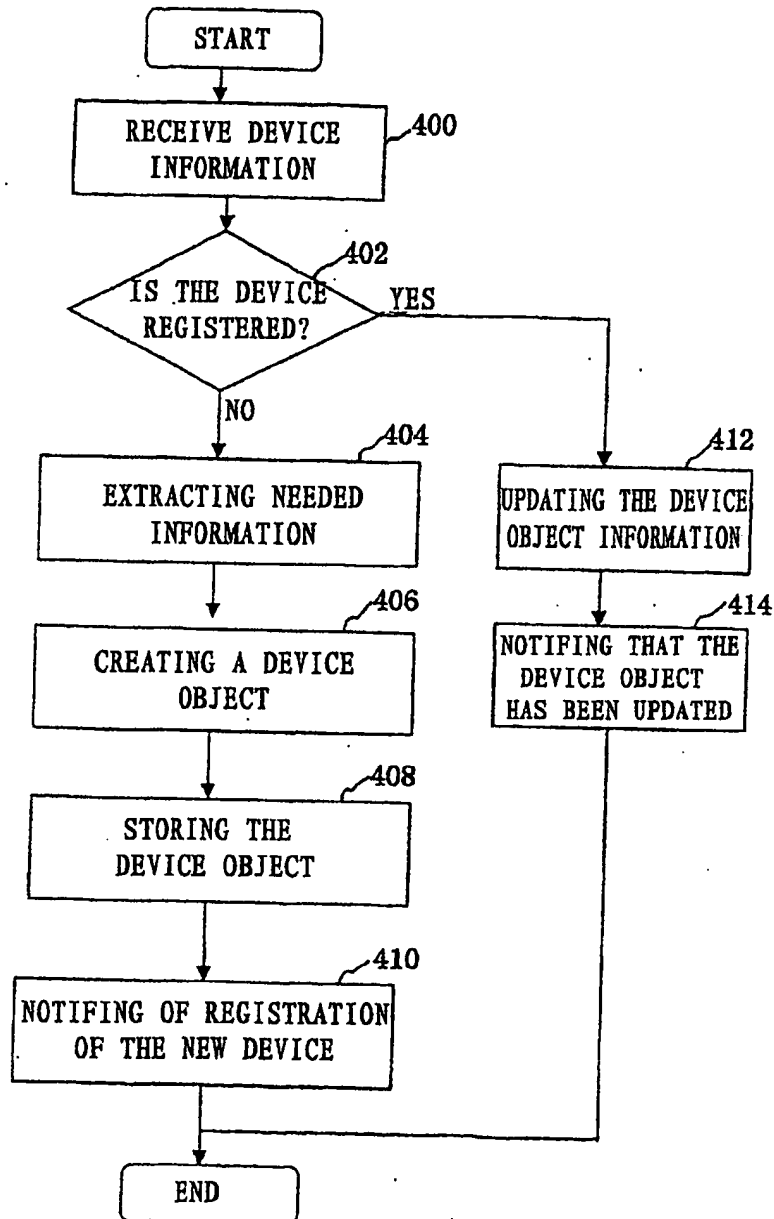 START
RECEIVE DEVICE
INFORMATION
400
402
IS THE DEVICE
REGISTERED?
YES
NO
404
EXTRACTING NEEDED
INFORMATION
406
CREATING A DEVICE
OBJECT
408
STORING THE
DEVICE OBJECT
410
NOTIFING OF REGISTRATION
OF THE NEW DEVICE
412
UPDATING THE DEVICE
OBJECT INFORMATION
414
NOTIFING THAT THE
DEVICE OBJECT
HAS BEEN UPDATED
END